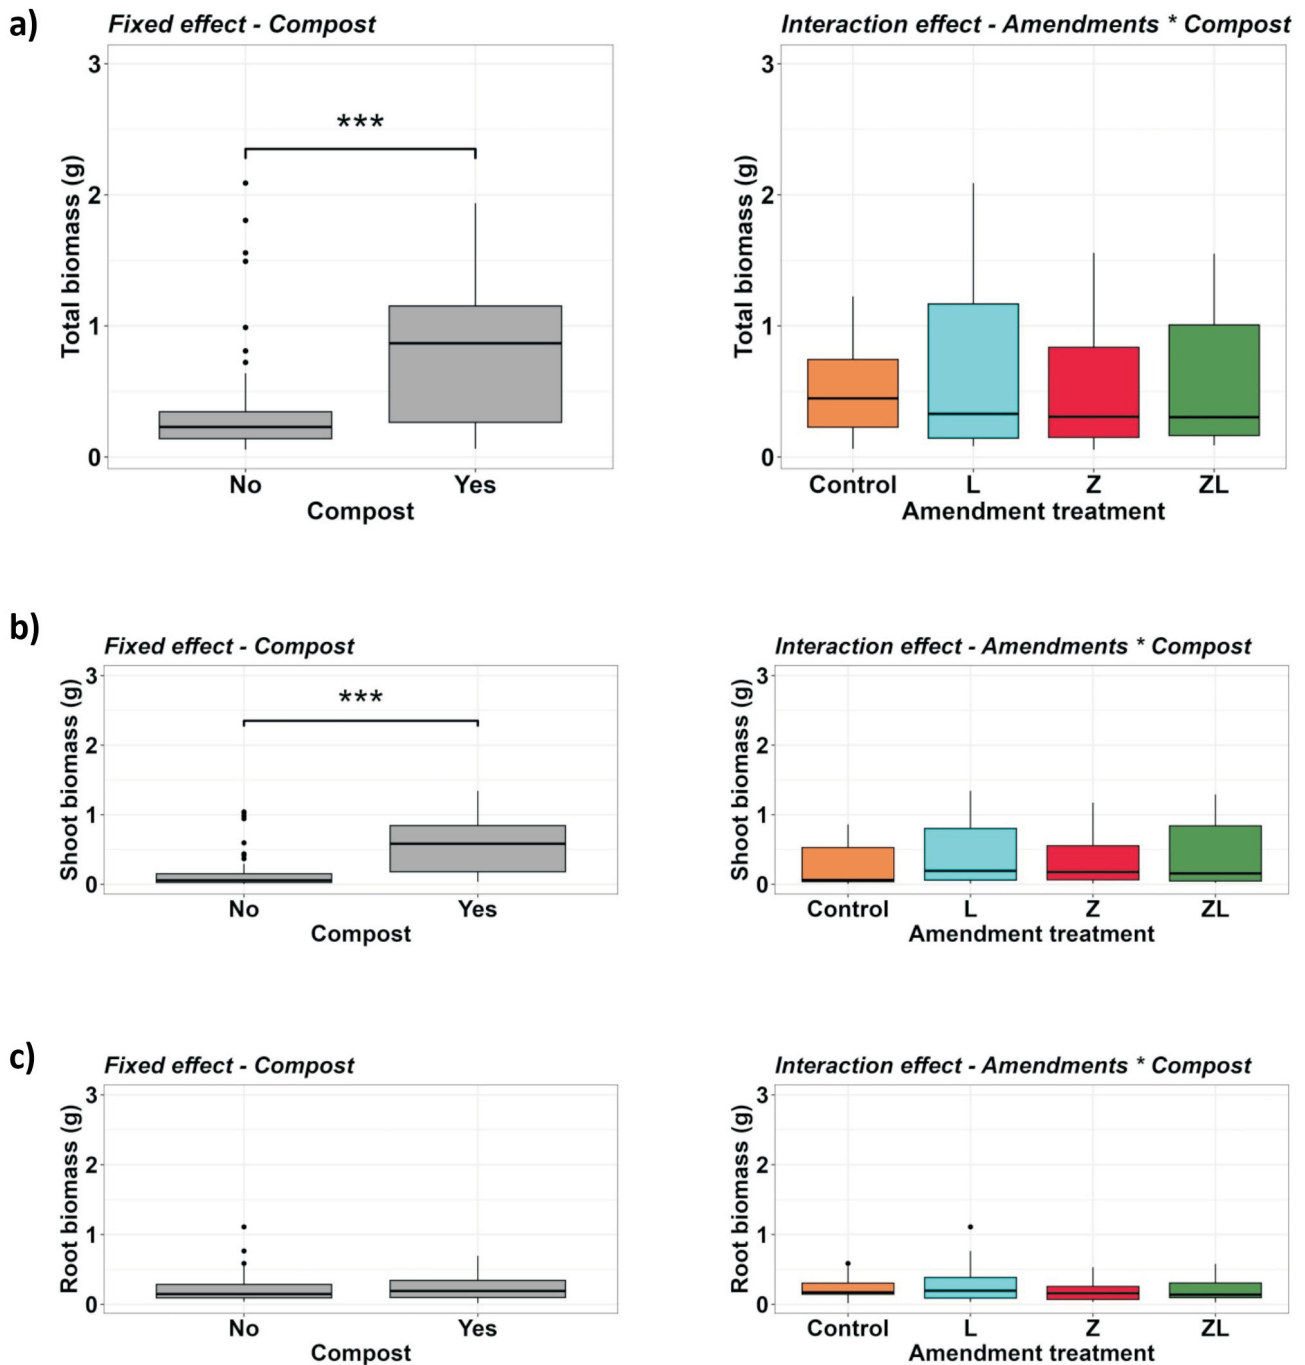 a)
Fixed effect - Compost
Total biomass (g)
3
2
1
0
***
No
Yes
Compost
Interaction effect - Amendments * Compost
Total biomass (g)
3
2
1
0
Control
L
Z
ZL
Amendment treatment
b)
Fixed effect - Compost
Shoot biomass (g)
3
2
1
0
***
No
Yes
Compost
Interaction effect - Amendments * Compost
Shoot biomass (g)
3
2
1
0
Control
L
Z
ZL
Amendment treatment
c)
Fixed effect - Compost
Root biomass (g)
3
2
1
0
No
Yes
Compost
Interaction effect - Amendments * Compost
Root biomass (g)
3
2
1
0
Control
L
Z
ZL
Amendment treatment